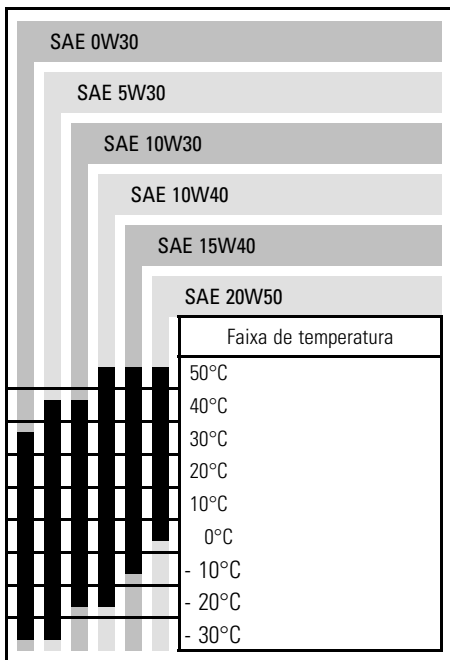 SAE 0W30
SAE 5W30
SAE 10W30
SAE 10W40
SAE 15W40
SAE 20W50
Faixa de temperatura
50°C
40°C
30°C
20°C
10°C
0°C
- 10°C
- 20°C
- 30°C